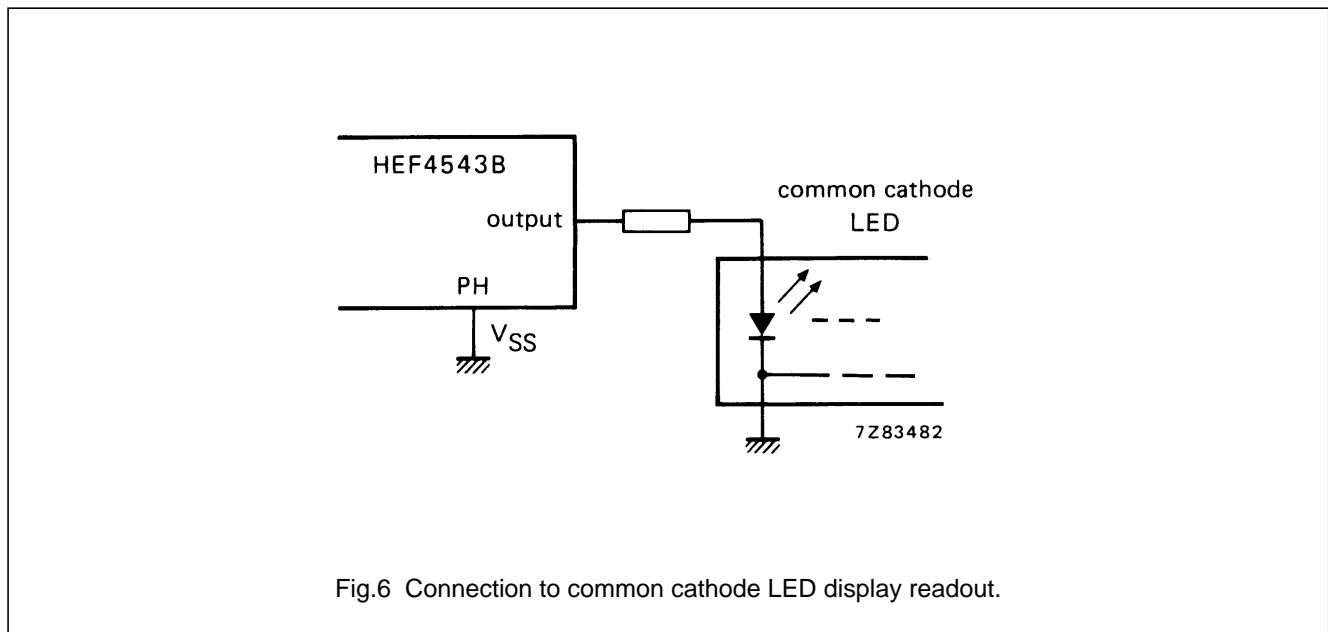 HEF4543B
output
PH
VSS
common cathode
LED
7Z83482
Fig.6 Connection to common cathode LED display readout.